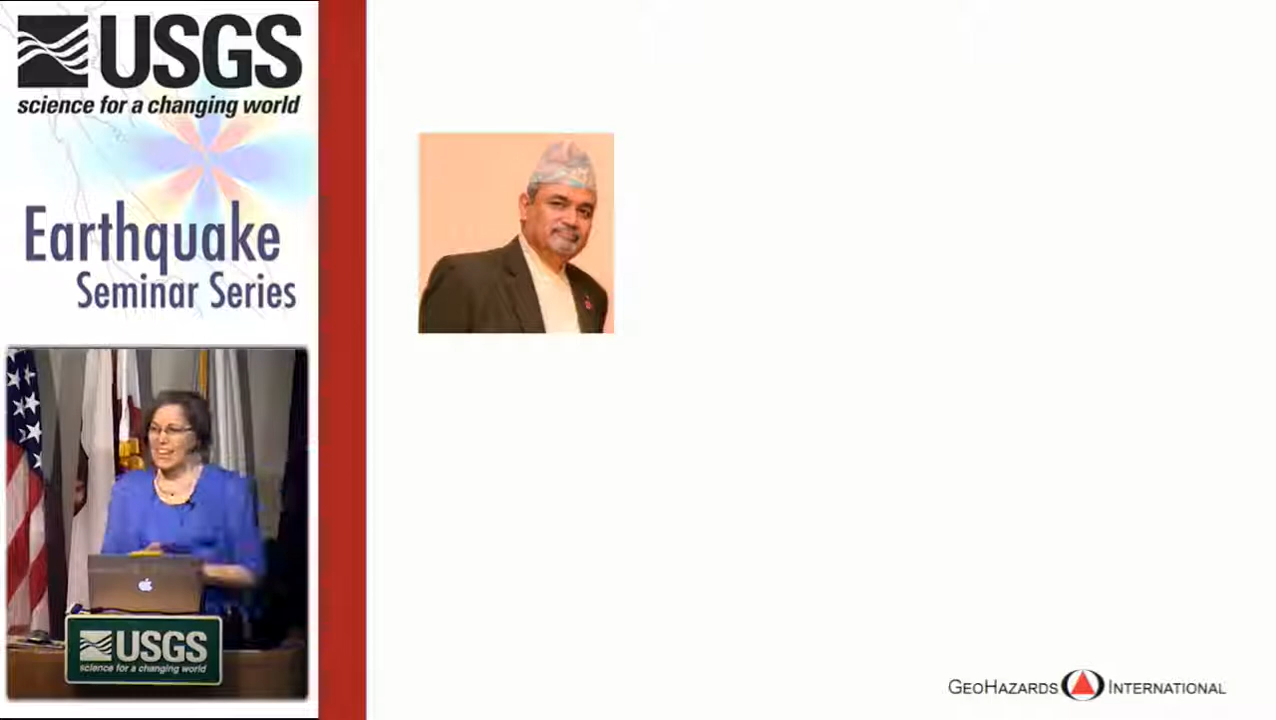 USGS
science for a changing world
Earthquake
Seminar Series
USGS
science for a changing world
GEOHAZARDS INTERNATIONAL